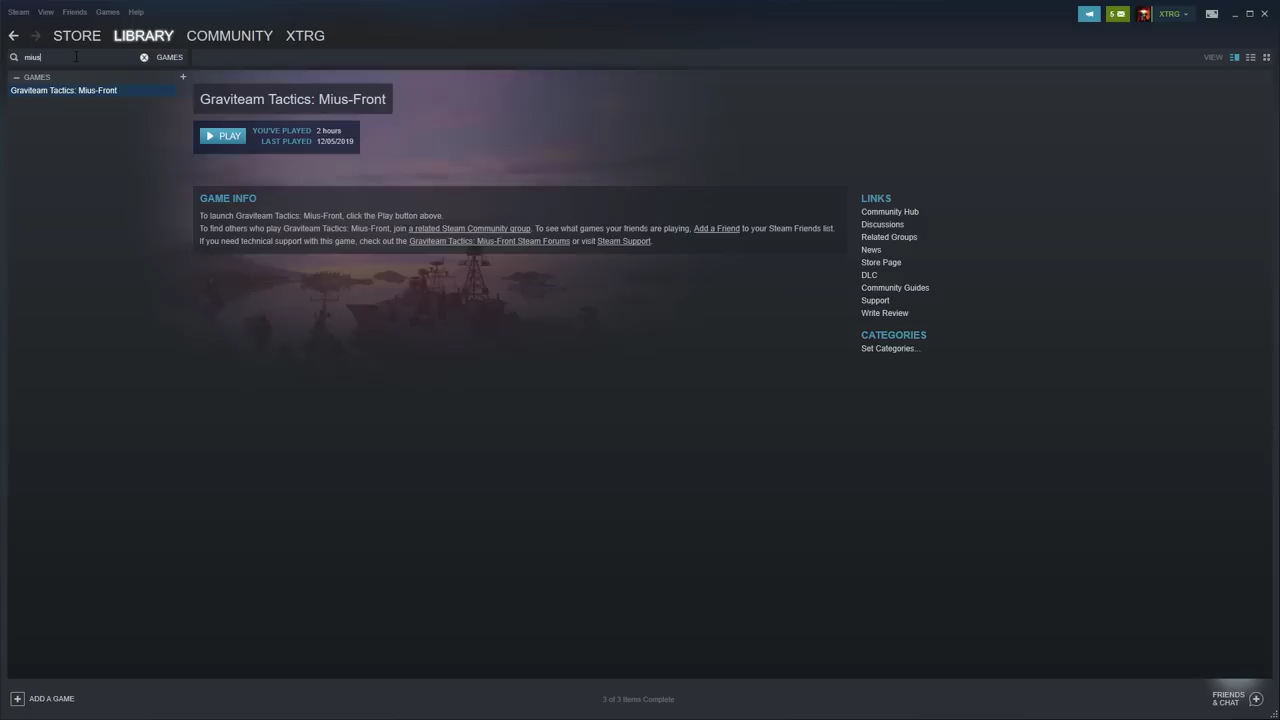 Steam View Friends Games Help
5 XTRG
STORE LIBRARY COMMUNITY XTRG
mius GAMES VIEW
GAMES
Graviteam Tactics: Mius-Front
Graviteam Tactics: Mius-Front
PLAY YOU'VE PLAYED 2 hours
LAST PLAYED 12/05/2019
GAME INFO
To launch Graviteam Tactics: Mius-Front, click the Play button above.
To find others who play Graviteam Tactics: Mius-Front, join a related Steam Community group. To see what games your friends are playing, Add a Friend to your Steam Friends list.
If you need technical support with this game, check out the Graviteam Tactics: Mius-Front Steam Forums or visit Steam Support.
LINKS
Community Hub
Discussions
Related Groups
News
Store Page
DLC
Community Guides
Support
Write Review
CATEGORIES
Set Categories...
ADD A GAME
3 of 3 Items Complete
FRIENDS
& CHAT